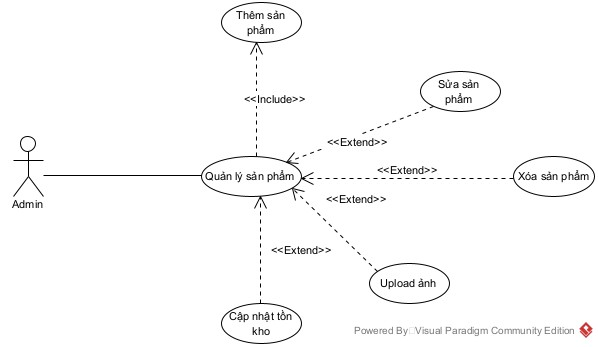 Thêm sản
phẩm
<<Include>>
Sửa sản
phẩm
<<Extend>>
<<Extend>>
Quản lý sản phẩm
Xóa sản phẩm
Admin
<<Extend>>
<<Extend>>
Upload ảnh
Cập nhật tồn
kho
Powered By Visual Paradigm Community Edition